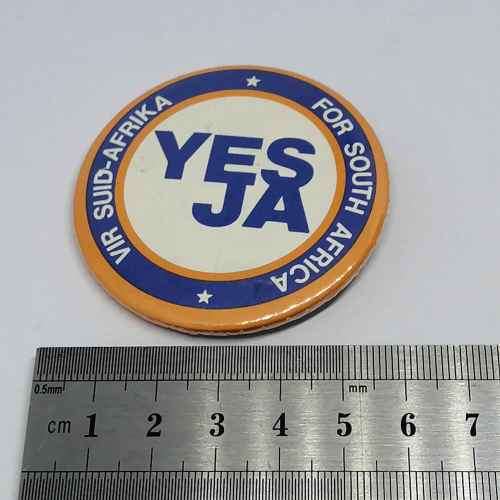 VIR SUID-AFRIKA
FOR SOUTH AFRICA
YES
JA
0.5mm
mm
cm 1 2 3 4 5 6 7